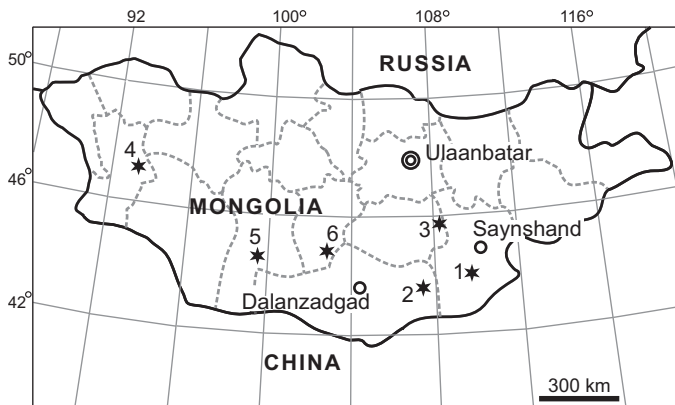 92
100°
108°
116°
50°
RUSSIA
4
Ulaanbatar
46°
MONGOLIA
5
6
3
Saynshand
1
2
Dalanzadgad
42°
CHINA
300 km